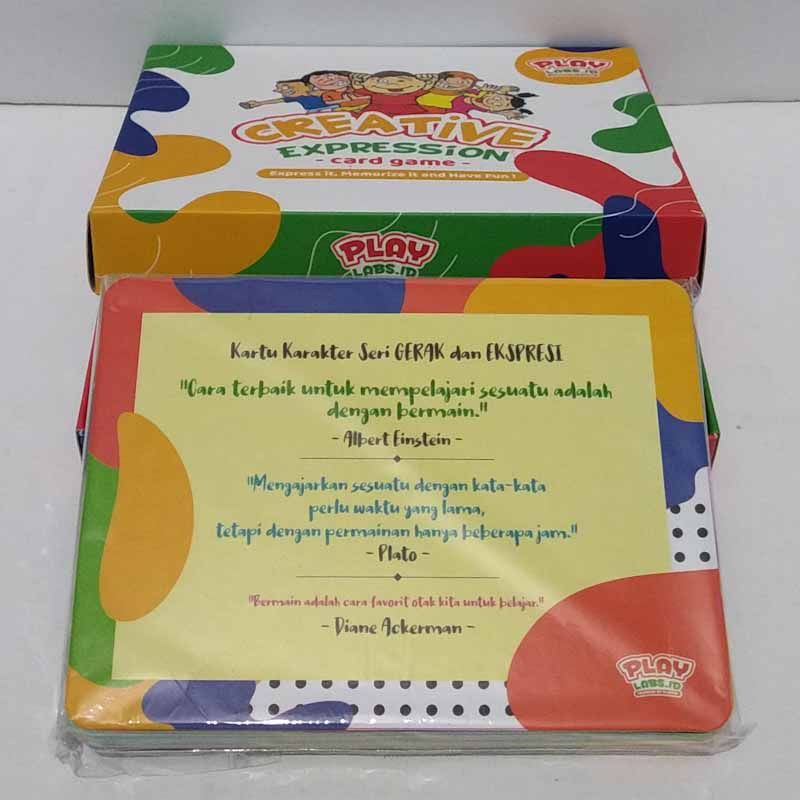 PLAY
LABS.ID
CREATIVE
EXPRESSION
- card game -
Express it, Memorize it and Have Fun !
PLAY
LABS.ID
Kartu Karakter Seri GERAK dan EKSPRESI
"Cara terbaik untuk mempelajari sesuatu adalah
dengan bermain."
- Albert Einstein -
"Mengajarkan sesuatu dengan kata-kata
perlu waktu yang lama,
tetapi dengan permainan hanya beberapa jam."
- Plato -
"Bermain adalah cara favorit otak kita untuk belajar."
- Diane Ackerman -
PLAY
LABS.ID